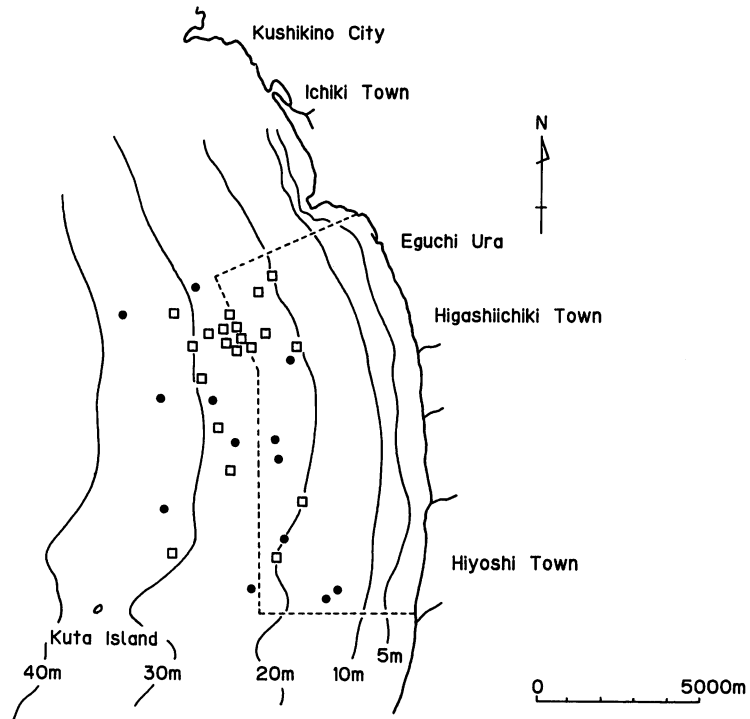 Kushikino City
Ichiki Town
N
Eguchi Ura
Higashiichiki Town
Hiyoshi Town
Kuta Island
40m
30m
20m
10m
5m
0 5000m